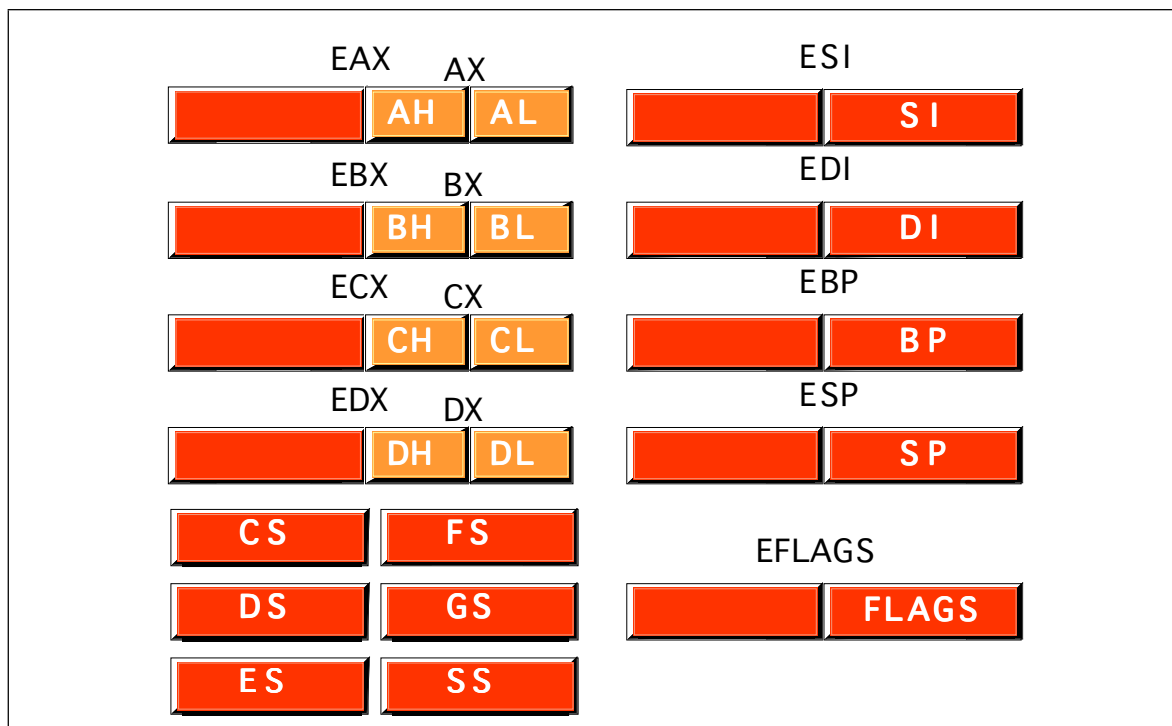 EAX AX
AH AL
EBX BX
BH BL
ECX CX
CH CL
EDX DX
DH DL
CS FS
DS GS
ES SS
ESI
SI
EDI
DI
EBP
BP
ESP
SP
EFLAGS
FLAGS